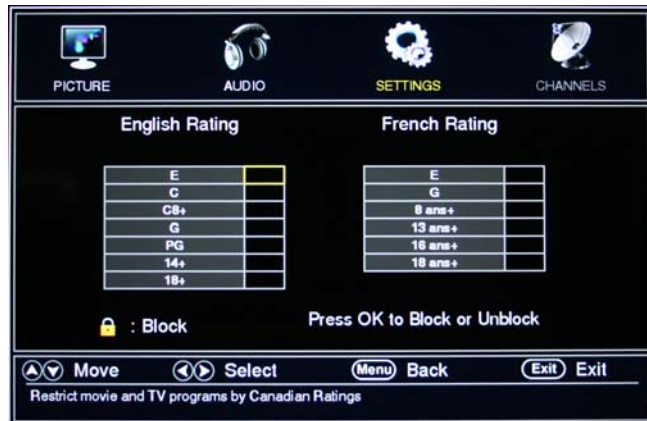 PICTURE AUDIO SETTINGS CHANNELS
English Rating French Rating
E E
C G
C8+ 8 ans+
G 13 ans+
PG 16 ans+
14+ 18 ans+
18+
: Block Press OK to Block or Unblock
Move Select Menu Back Exit Exit
Restrict movie and TV programs by Canadian Ratings